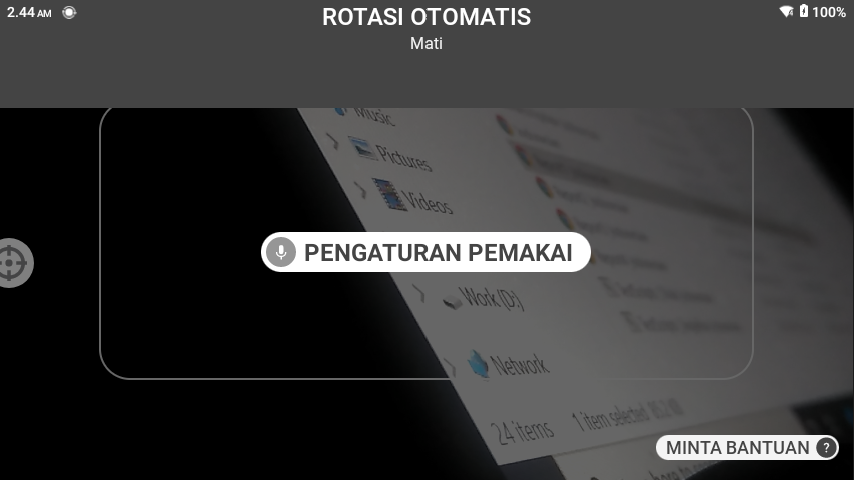 2.44 AM
ROTASI OTOMATIS
100%
Mati
Music
Pictures
Videos
PENGATURAN PEMAKAI
Work (D:)
Network
24 items 1 item selected
MINTA BANTUAN ?